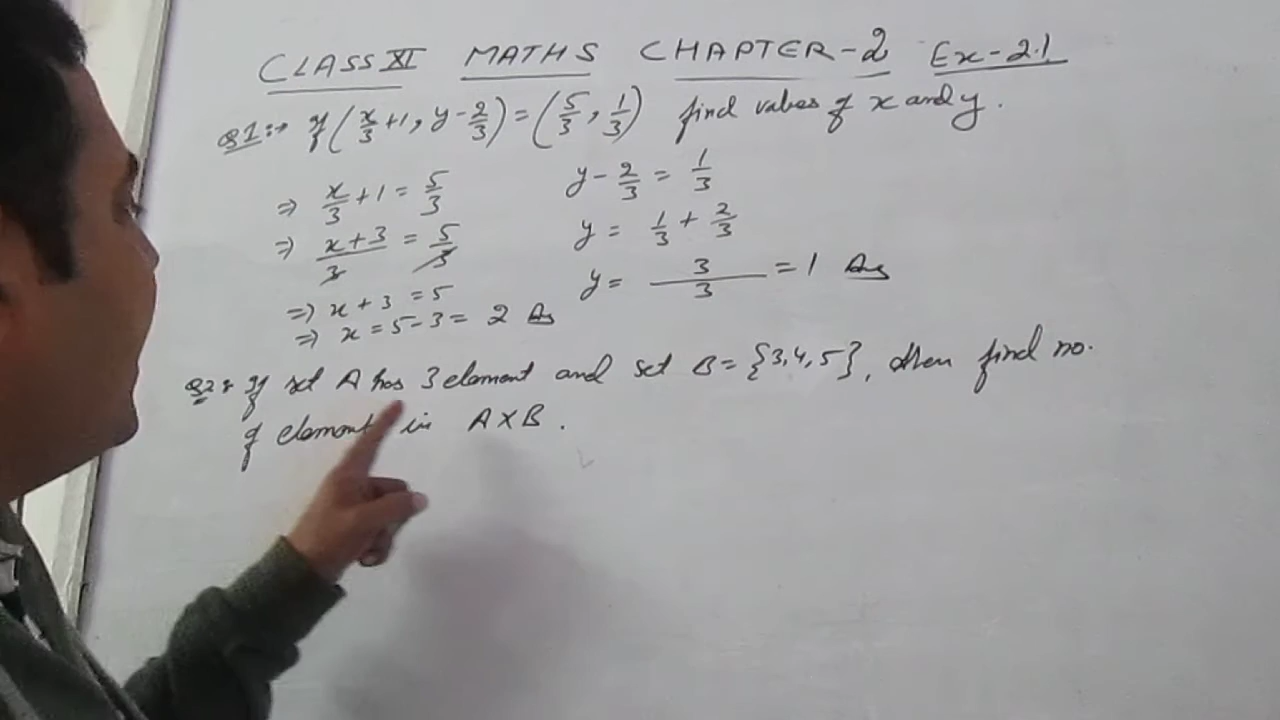 CLASS XI MATHS CHAPTER-2 Ex-2.1
Q1:→ If (x/3 +1, y-2/3) = (5/3, 1/3) find values of x and y.
⇒ x/3 + 1 = 5/3 y - 2/3 = 1/3
⇒ x+3/3 = 5/3 y = 1/3 + 2/3
⇒ x + 3 = 5 y = 3/3 = 1 Ans
⇒ x = 5-3 = 2 Ans
Q2: If set A has 3 element and set B = {3,4,5}, then find no.
of element in A×B.